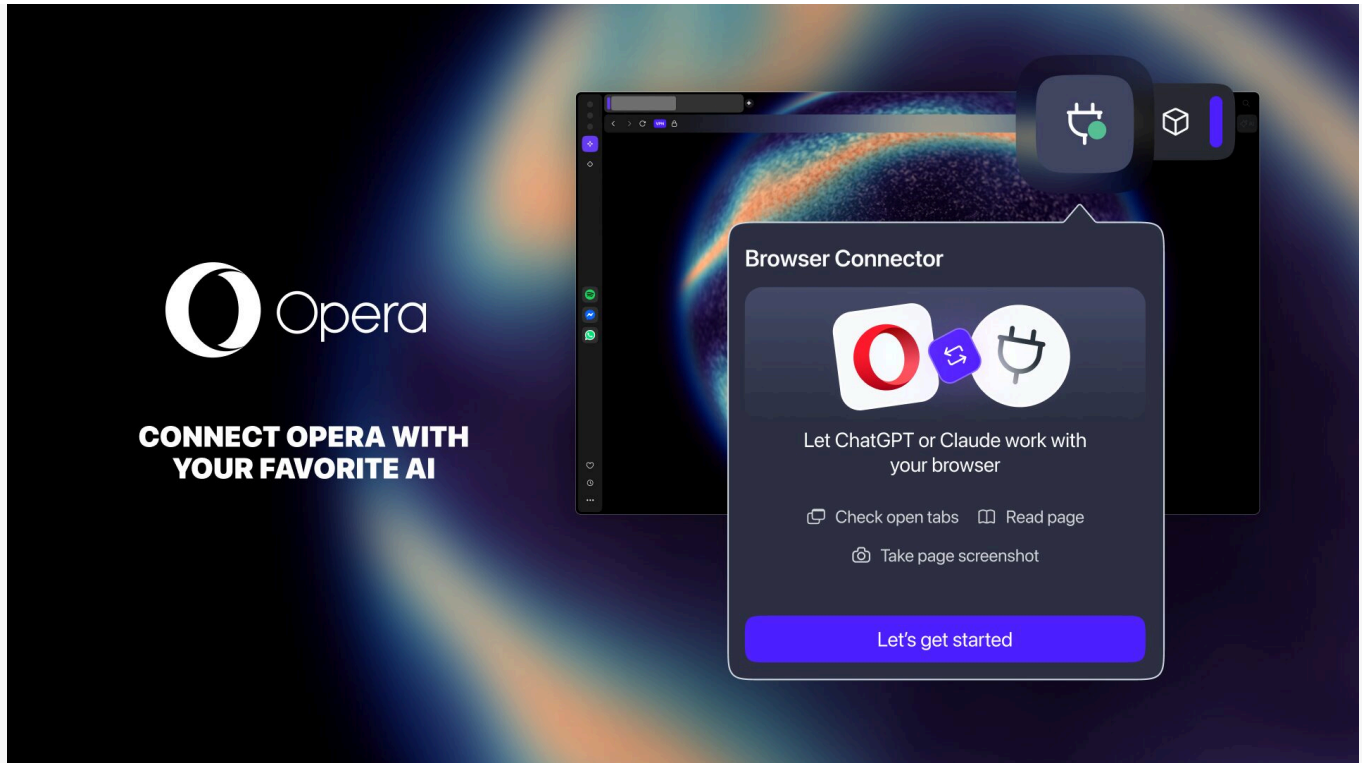 Opera
CONNECT OPERA WITH
YOUR FAVORITE AI
VPN
Browser Connector
Let ChatGPT or Claude work with
your browser
Check open tabs
Read page
Take page screenshot
Let's get started